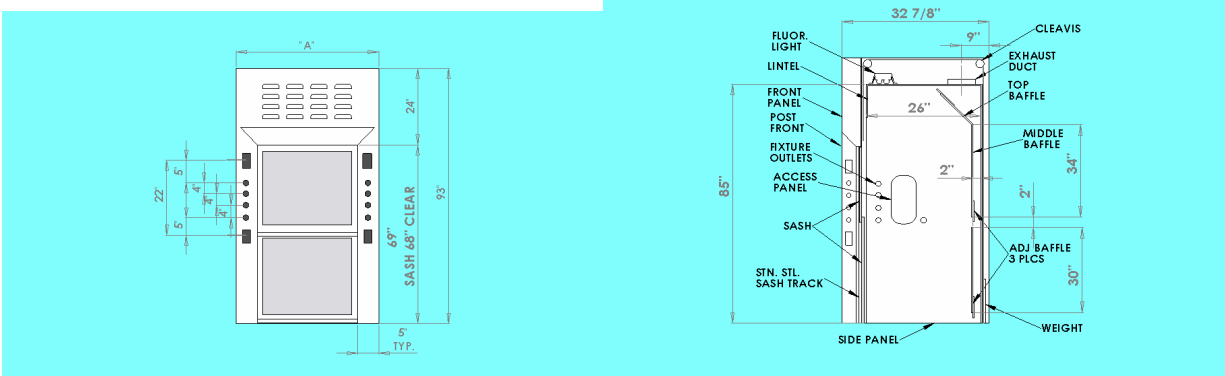 "A"
24"
93"
22"
5"
4"
4"
4"
5"
69"
SASH 68" CLEAR
5"
TYP.
32 7/8"
9"
CLEAVIS
FLUOR.
LIGHT
EXHAUST
DUCT
LINTEL
TOP
BAFFLE
FRONT
PANEL
26"
POST
FRONT
MIDDLE
BAFFLE
FIXTURE
OUTLETS
34"
2"
ACCESS
PANEL
85"
2"
SASH
ADJ BAFFLE
3 PLCS
STN. STL.
SASH TRACK
30"
WEIGHT
SIDE PANEL